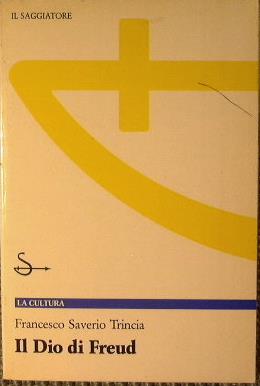 IL SAGGIATORE
LA CULTURA
Francesco Saverio Trincia
Il Dio di Freud